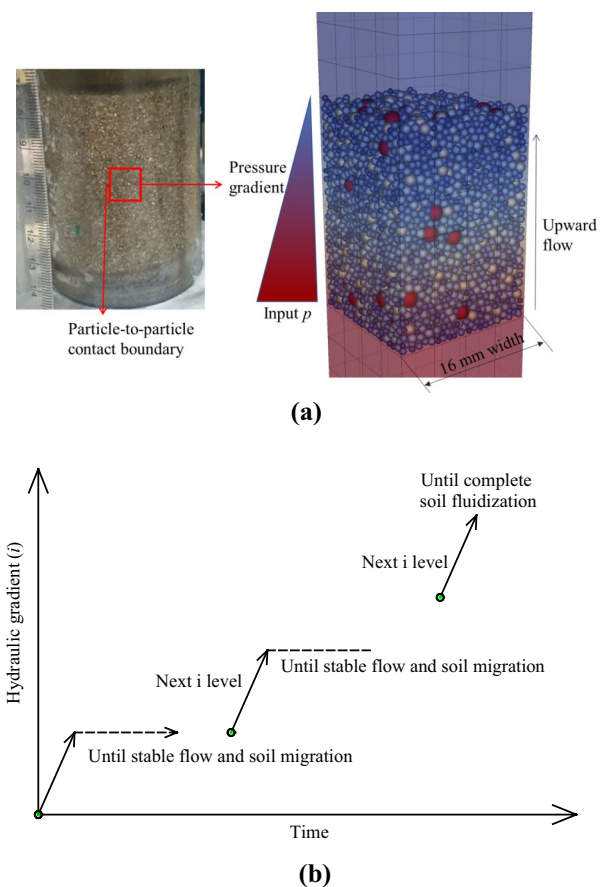 Pressure
gradient
Upward
flow
Input p
Particle-to-particle
contact boundary
16 mm width
(a)
Until complete
soil fluidization
Next i level
Hydraulic gradient (i)
Until stable flow and soil migration
Next i level
Until stable flow and soil migration
Time
(b)